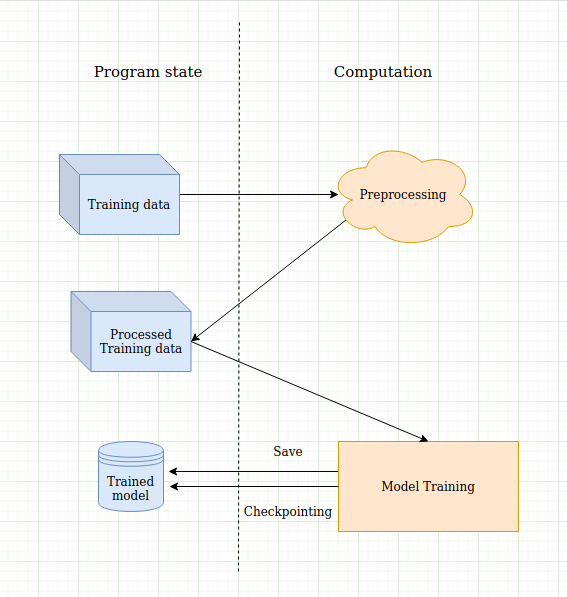 Program state
Computation
Training data
Preprocessing
Processed
Training data
Save
Trained
model
Model Training
Checkpointing